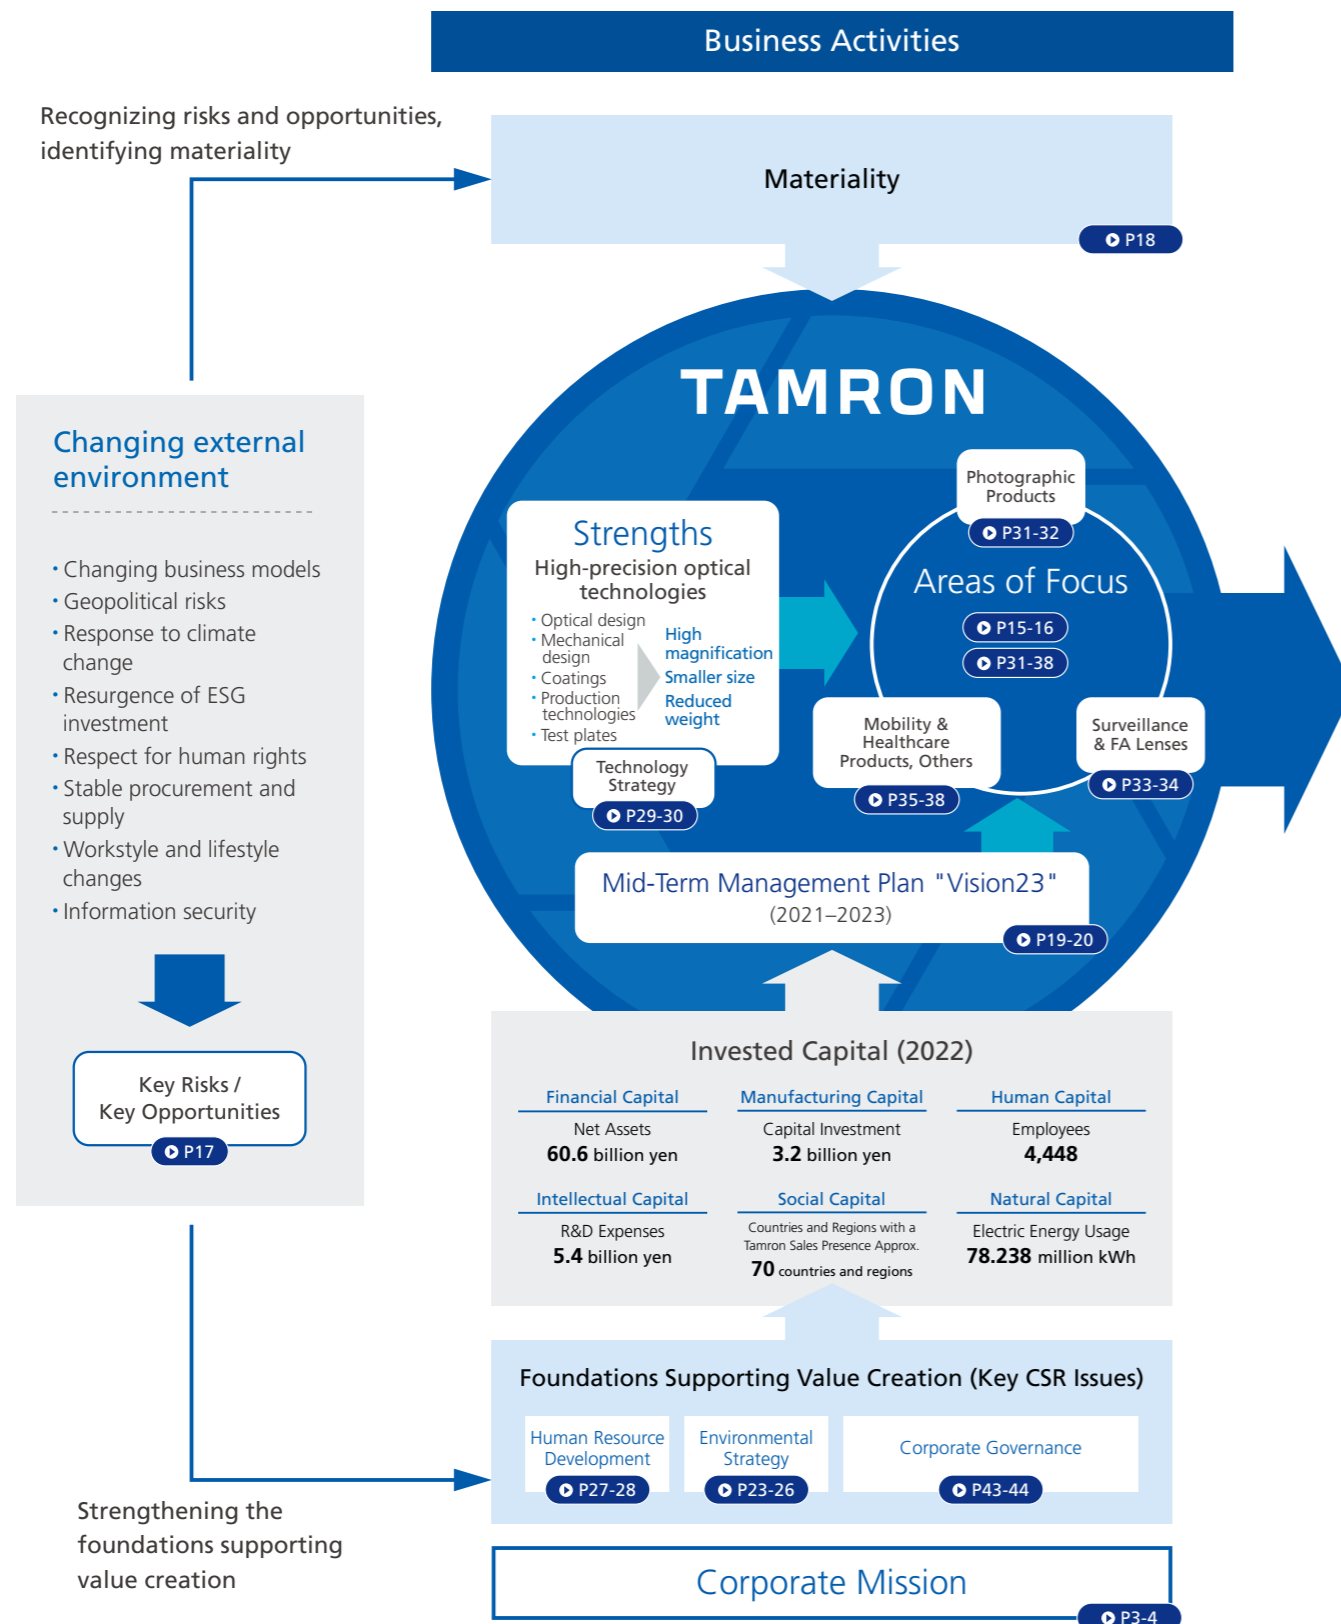 Business Activities
Recognizing risks and opportunities,
identifying materiality
Materiality
P18
TAMRON
Changing external
environment
・Changing business models
・Geopolitical risks
・Response to climate
change
・Resurgence of ESG
investment
・Respect for human rights
・Stable procurement and
supply
・Workstyle and lifestyle
changes
・Information security
Key Risks /
Key Opportunities
P17
Strengths
High-precision optical
technologies
・Optical design
・Mechanical
design
・Coatings
・Production
technologies
・Test plates
High
magnification
Smaller size
Reduced
weight
Technology
Strategy
P29-30
Photographic
Products
P31-32
Areas of Focus
P15-16
P31-38
Mobility &
Healthcare
Products, Others
P35-38
Surveillance
& FA Lenses
P33-34
Mid-Term Management Plan "Vision23"
(2021–2023)
P19-20
Invested Capital (2022)
Financial Capital
Net Assets
60.6 billion yen
Manufacturing Capital
Capital Investment
3.2 billion yen
Human Capital
Employees
4,448
Intellectual Capital
R&D Expenses
5.4 billion yen
Social Capital
Countries and Regions with a
Tamron Sales Presence Approx.
70 countries and regions
Natural Capital
Electric Energy Usage
78.238 million kWh
Foundations Supporting Value Creation (Key CSR Issues)
Human Resource
Development
P27-28
Environmental
Strategy
P23-26
Corporate Governance
P43-44
Strengthening the
foundations supporting
value creation
Corporate Mission
P3-4